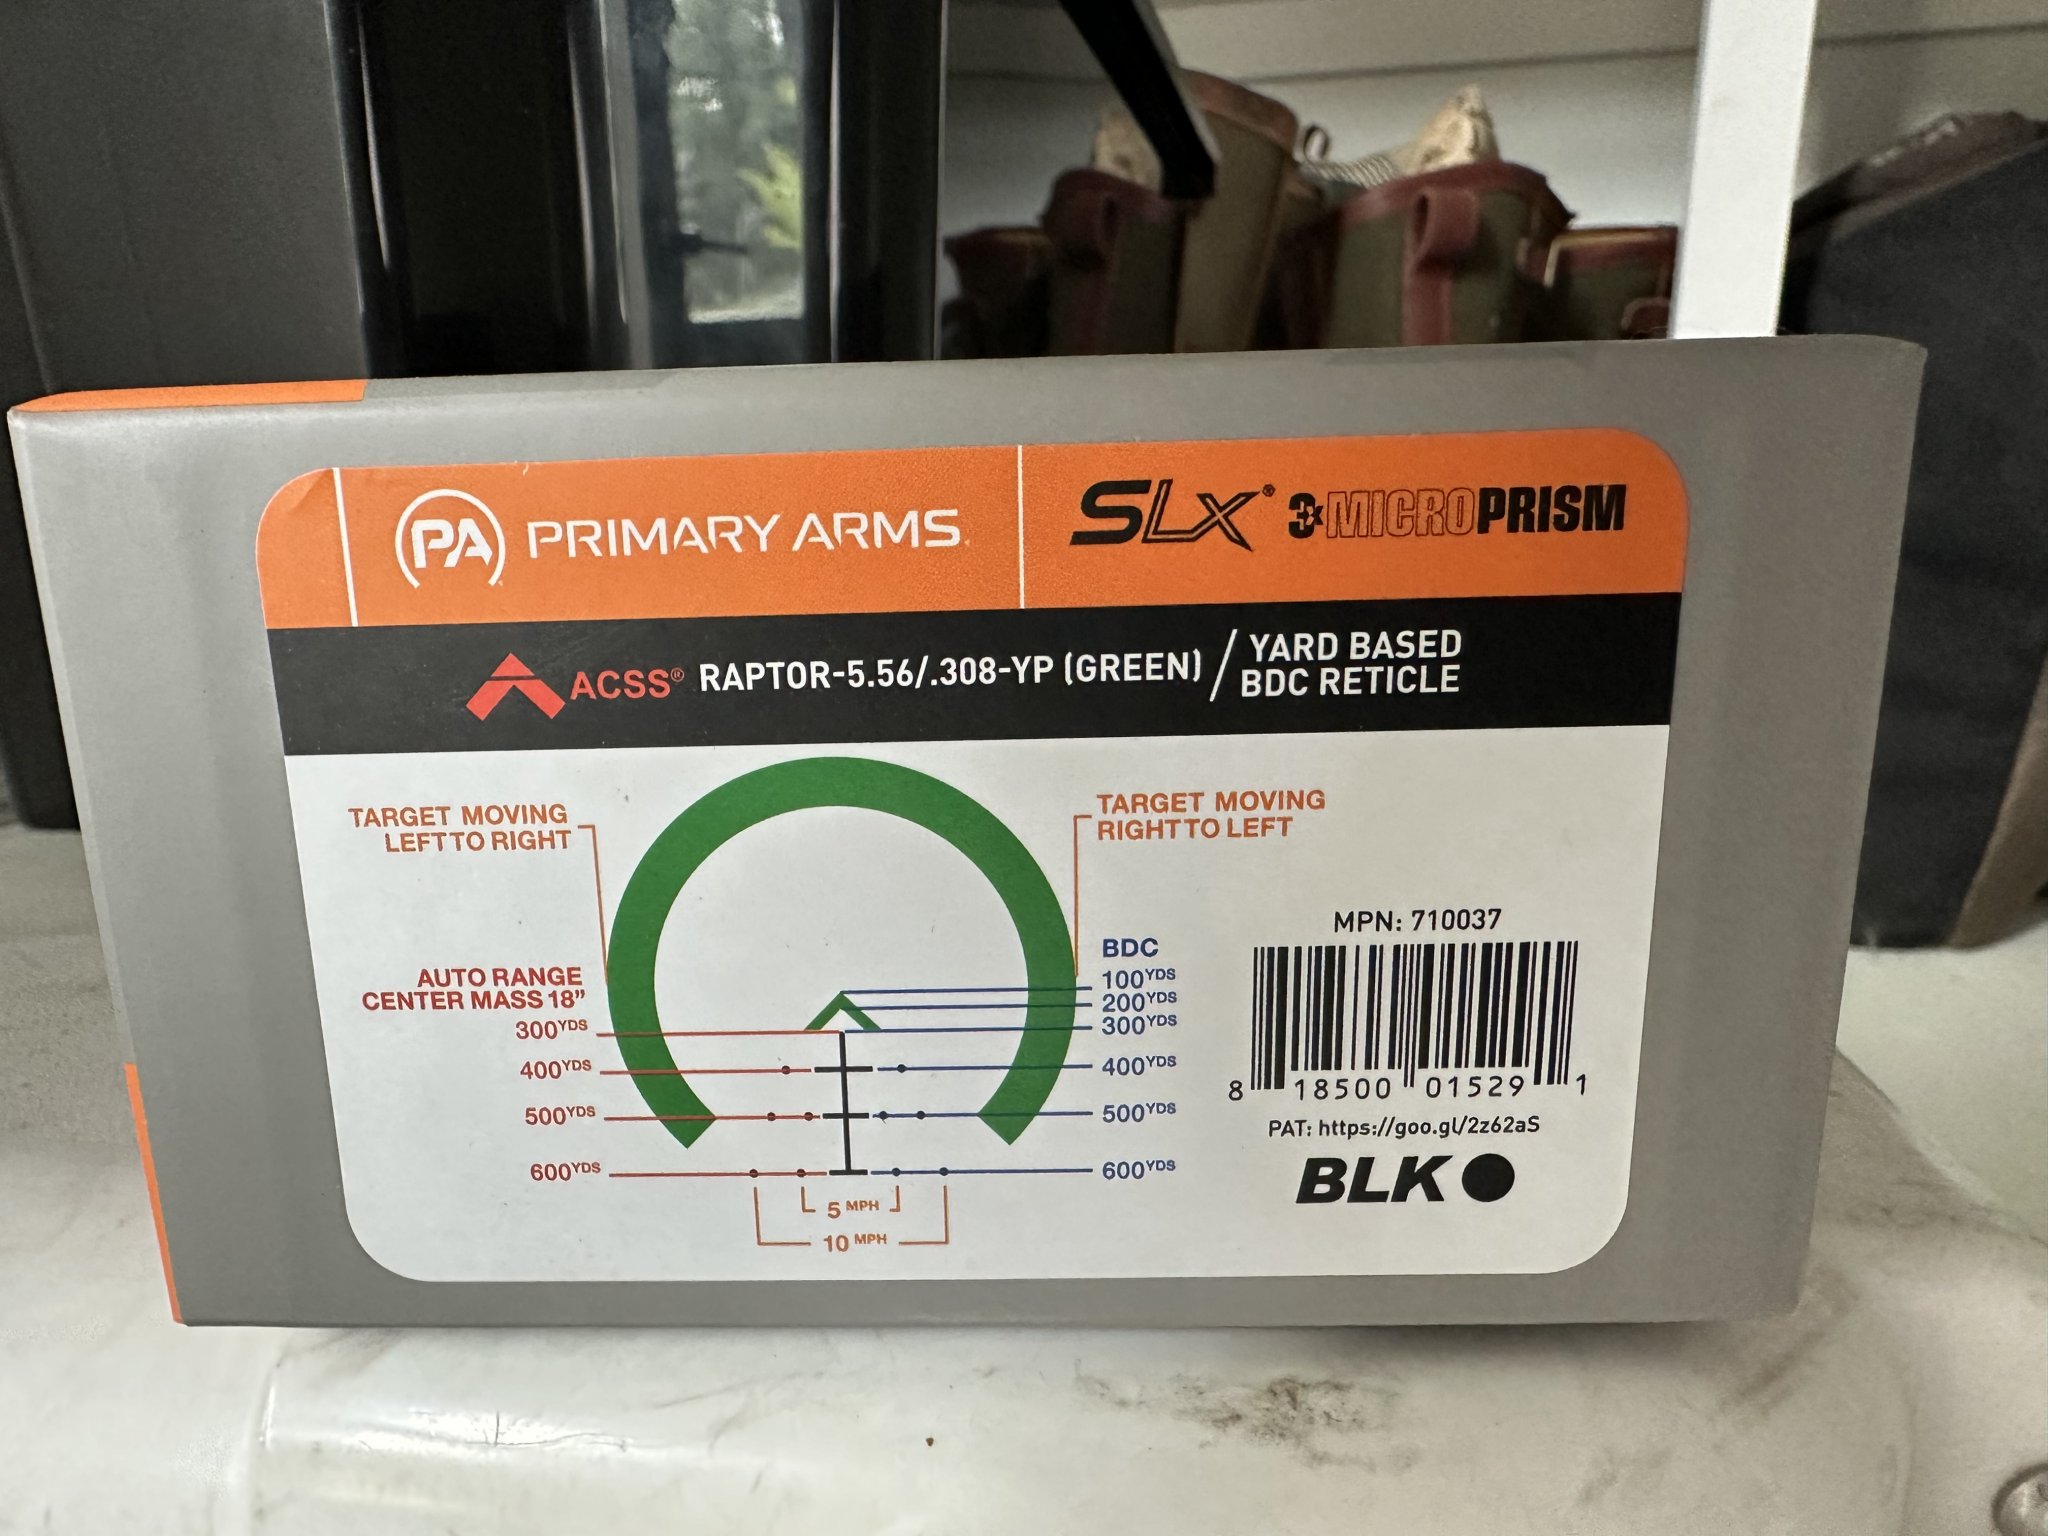 PA PRIMARY ARMS
SLx® 3x MICROPRISM
ACSS® RAPTOR-5.56/.308-YP (GREEN) / YARD BASED
BDC RETICLE
TARGET MOVING
LEFT TO RIGHT
TARGET MOVING
RIGHT TO LEFT
AUTO RANGE
CENTER MASS 18”
300YDS
400YDS
500YDS
600YDS
BDC
100YDS
200YDS
300YDS
400YDS
500YDS
600YDS
5 MPH
10 MPH
MPN: 710037
8 18500 01529 1
PAT: https://goo.gl/2z62aS
BLK